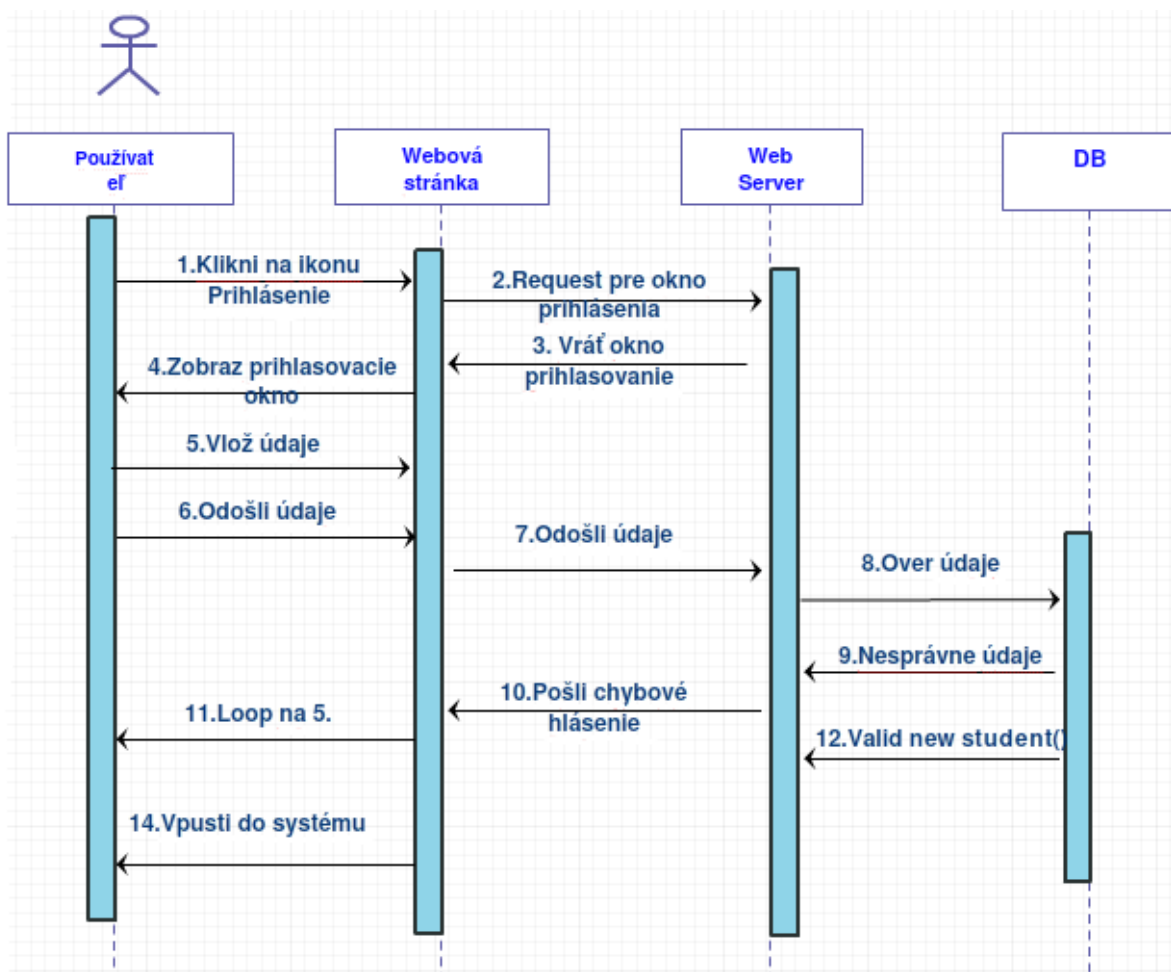 Používat
eľ
Webová
stránka
Web
Server
DB
1.Klikni na ikonu
Prihlásenie
2.Request pre okno
prihlásenia
3. Vráť okno
prihlasovanie
4.Zobraz prihlasovacie
okno
5.Vlož údaje
6.Odošli údaje
7.Odošli údaje
8.Over údaje
9.Nesprávne údaje
10.Pošli chybové
hlásenie
11.Loop na 5.
12.Valid new student()
14.Vpusti do systému